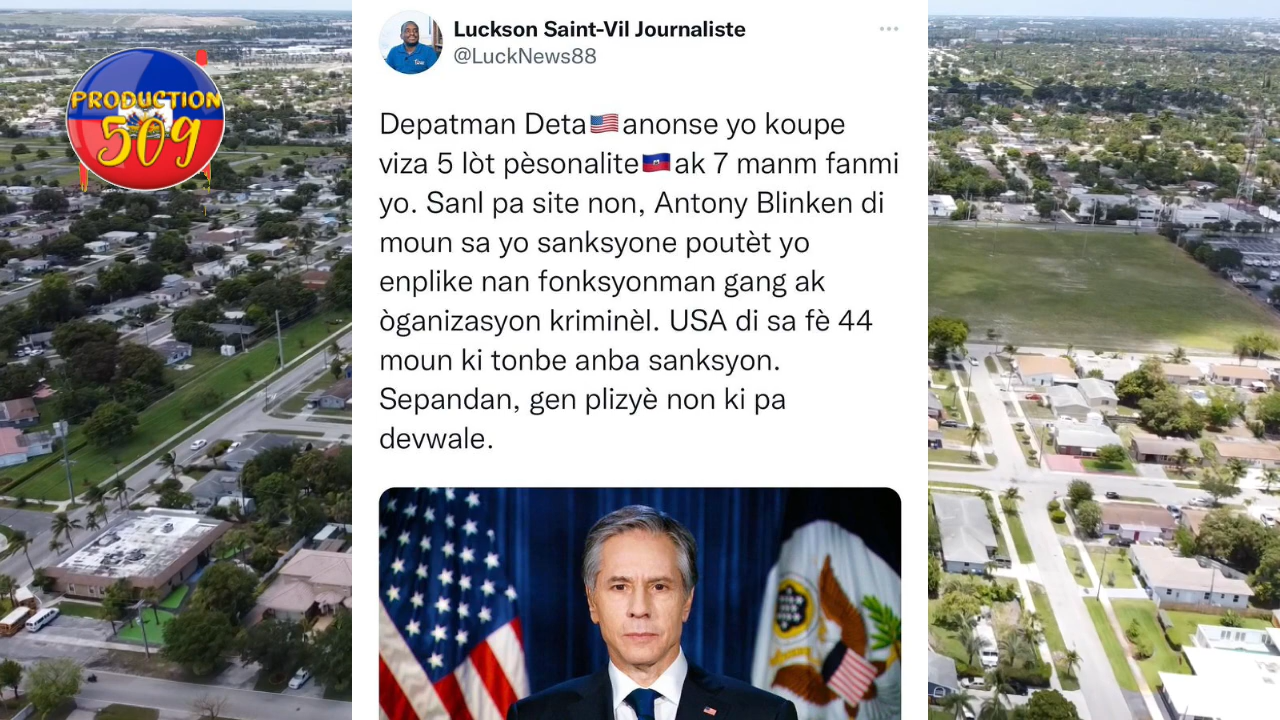 PRODUCTION
509
Luckson Saint-Vil Journaliste
@LuckNews88
Depatman Deta🇺🇸anonse yo koupe
viza 5 lòt pèsonalite🇭🇹ak 7 manm fanmi
yo. Sanl pa site non, Antony Blinken di
moun sa yo sanksyone poutèt yo
enplike nan fonksyonman gang ak
òganizasyon kriminèl. USA di sa fè 44
moun ki tonbe anba sanksyon.
Sepandan, gen plizyè non ki pa
devwale.